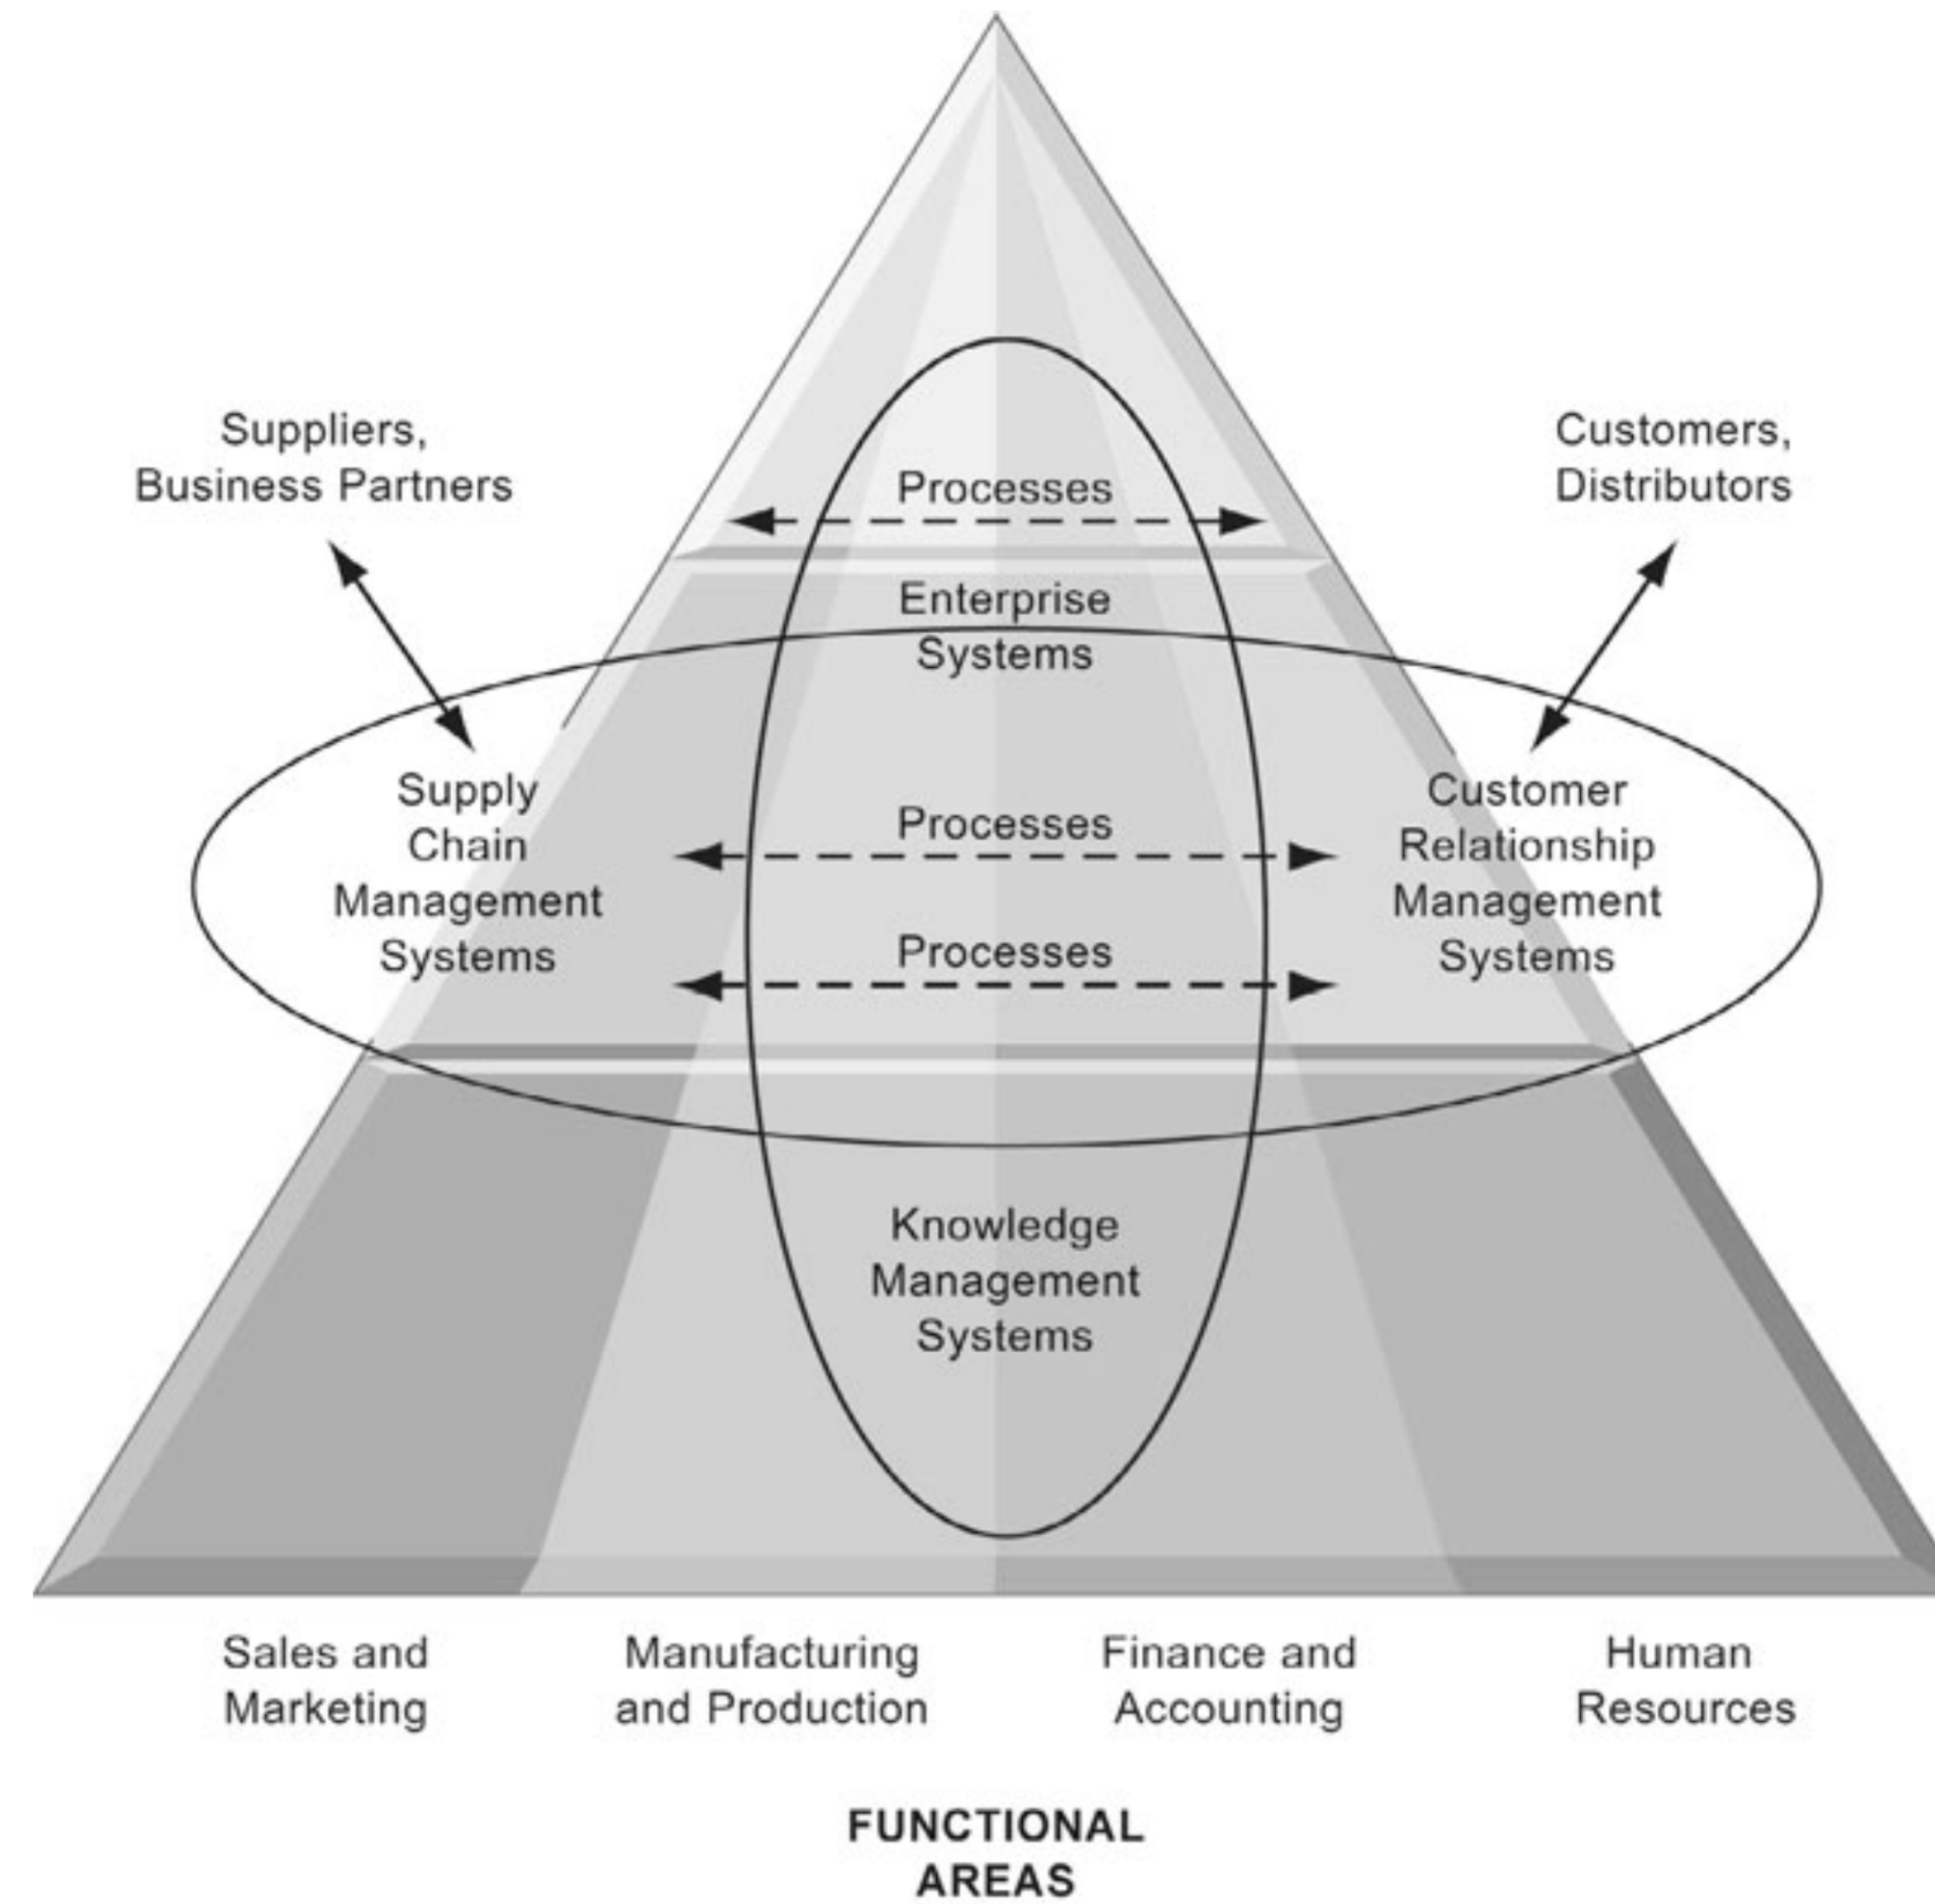 Suppliers,
Business Partners
Customers,
Distributors
Processes
Enterprise
Systems
Supply
Chain
Management
Systems
Processes
Processes
Customer
Relationship
Management
Systems
Knowledge
Management
Systems
Sales and
Marketing
Manufacturing
and Production
Finance and
Accounting
Human
Resources
FUNCTIONAL
AREAS